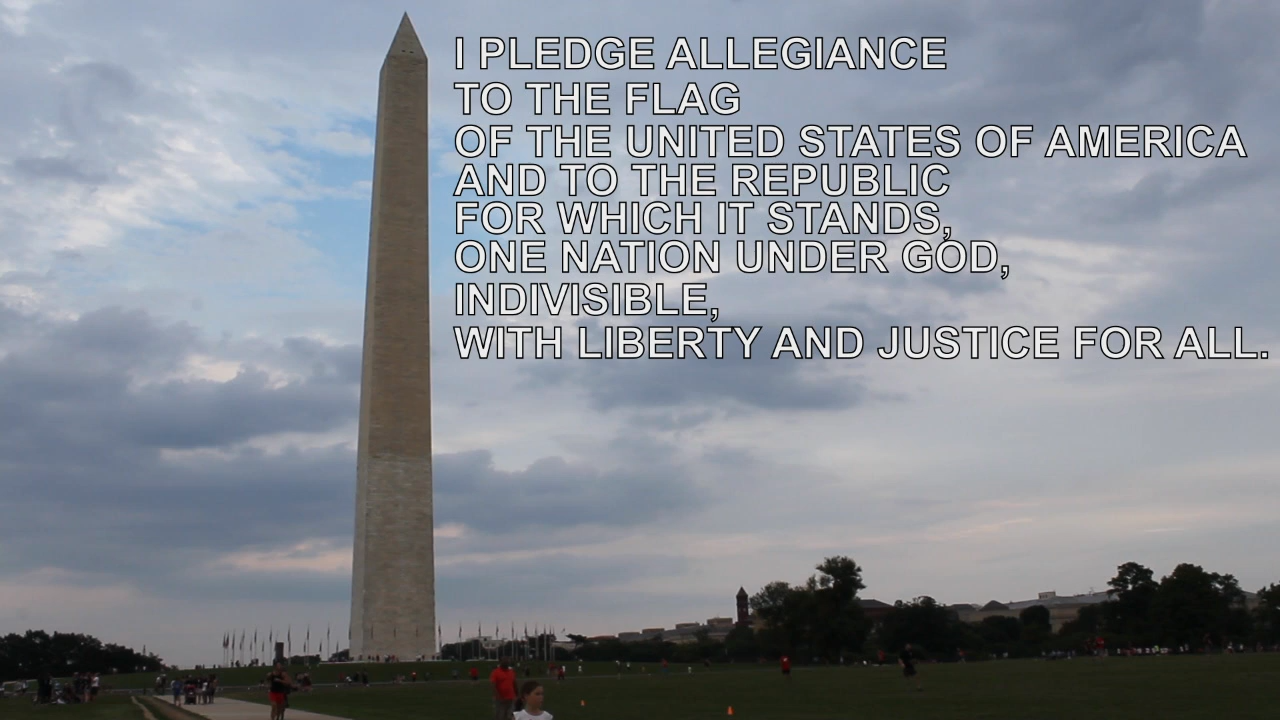 I PLEDGE ALLEGIANCE
TO THE FLAG
OF THE UNITED STATES OF AMERICA
AND TO THE REPUBLIC
FOR WHICH IT STANDS,
ONE NATION UNDER GOD,
INDIVISIBLE,
WITH LIBERTY AND JUSTICE FOR ALL.